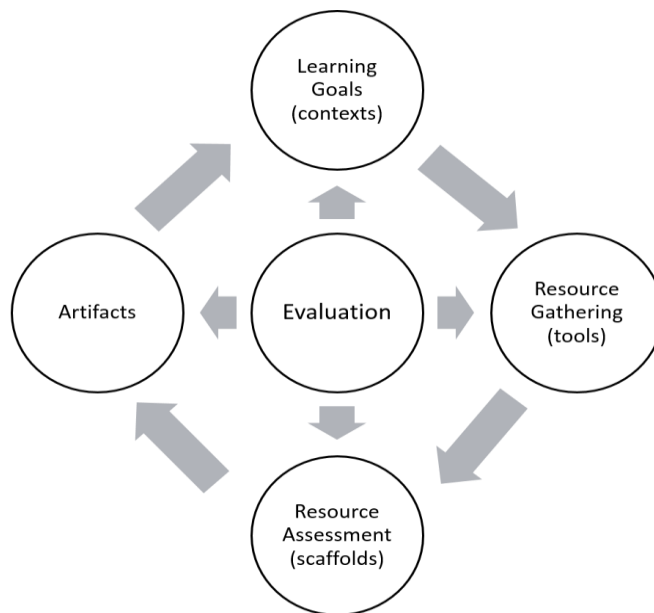 Learning
Goals
(contexts)
Artifacts
Evaluation
Resource
Gathering
(tools)
Resource
Assessment
(scaffolds)